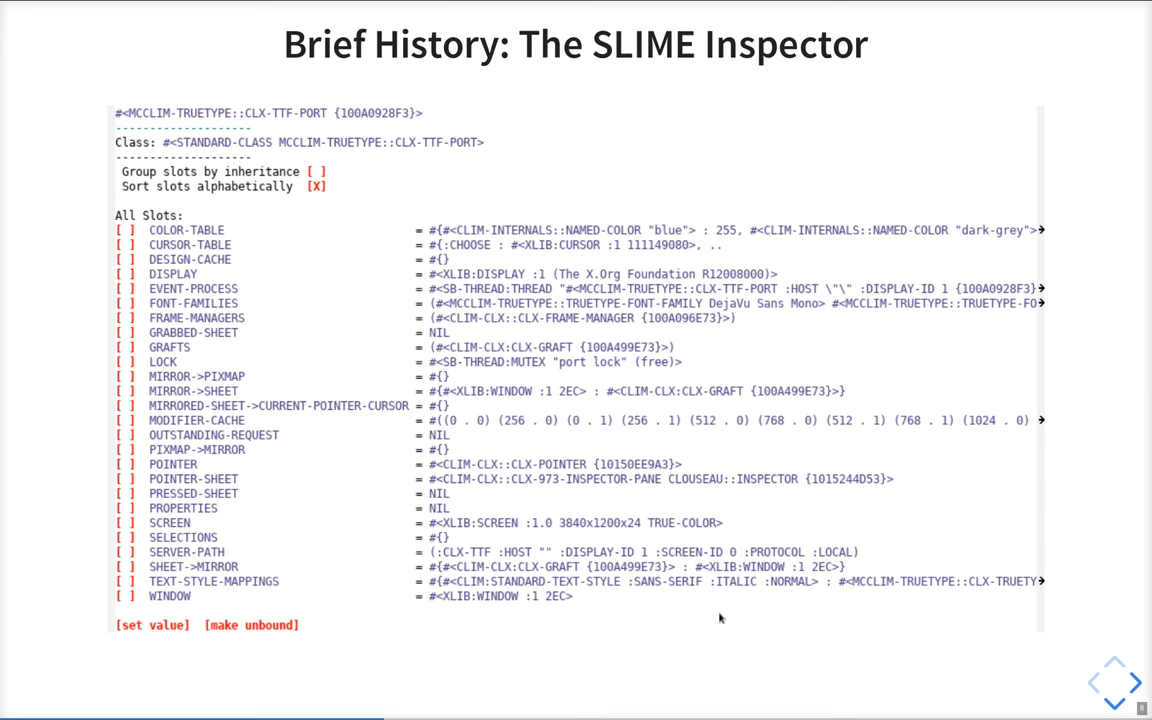 Brief History: The SLIME Inspector
#<MCCLIM-TRUETYPE::CLX-TTF-PORT {100A0928F3}>
--------------------
Class: #<STANDARD-CLASS MCCLIM-TRUETYPE::CLX-TTF-PORT>
--------------------
Group slots by inheritance [ ]
Sort slots alphabetically  [X]
All Slots:
[ ]  COLOR-TABLE = #{#<CLIM-INTERNALS::NAMED-COLOR "blue"> : 255, #<CLIM-INTERNALS::NAMED-COLOR "dark-grey">
[ ]  CURSOR-TABLE = #{:CHOOSE : #<XLIB:CURSOR :1 111149080>, ..
[ ]  DESIGN-CACHE = #{}
[ ]  DISPLAY = #<XLIB:DISPLAY :1 (The X.Org Foundation R12008000)>
[ ]  EVENT-PROCESS = #<SB-THREAD:THREAD "#<MCCLIM-TRUETYPE::CLX-TTF-PORT :HOST \"\" :DISPLAY-ID 1 {100A0928F3}
[ ]  FONT-FAMILIES = (#<MCCLIM-TRUETYPE::TRUETYPE-FONT-FAMILY DejaVu Sans Mono> #<MCCLIM-TRUETYPE::TRUETYPE-FO
[ ]  FRAME-MANAGERS = (#<CLIM-CLX::CLX-FRAME-MANAGER {100A096E73}>)
[ ]  GRABBED-SHEET = NIL
[ ]  GRAFTS = (#<CLIM-CLX:CLX-GRAFT {100A499E73}>)
[ ]  LOCK = #<SB-THREAD:MUTEX "port lock" (free)>
[ ]  MIRROR->PIXMAP = #{}
[ ]  MIRROR->SHEET = #{#<XLIB:WINDOW :1 2EC> : #<CLIM-CLX:CLX-GRAFT {100A499E73}>}
[ ]  MIRRORED-SHEET->CURRENT-POINTER-CURSOR = #{}
[ ]  MODIFIER-CACHE = #((0 . 0) (256 . 0) (0 . 1) (256 . 1) (512 . 0) (768 . 0) (512 . 1) (768 . 1) (1024 . 0)
[ ]  OUTSTANDING-REQUEST = NIL
[ ]  PIXMAP->MIRROR = #{}
[ ]  POINTER = #<CLIM-CLX::CLX-POINTER {10150EE9A3}>
[ ]  POINTER-SHEET = #<CLIM-CLX::CLX-973-INSPECTOR-PANE CLOUSEAU::INSPECTOR {1015244D53}>
[ ]  PRESSED-SHEET = NIL
[ ]  PROPERTIES = NIL
[ ]  SCREEN = #<XLIB:SCREEN :1.0 3840x1200x24 TRUE-COLOR>
[ ]  SELECTIONS = #{}
[ ]  SERVER-PATH = (:CLX-TTF :HOST "" :DISPLAY-ID 1 :SCREEN-ID 0 :PROTOCOL :LOCAL)
[ ]  SHEET->MIRROR = #{#<CLIM-CLX:CLX-GRAFT {100A499E73}> : #<XLIB:WINDOW :1 2EC>}
[ ]  TEXT-STYLE-MAPPINGS = #{#<CLIM:STANDARD-TEXT-STYLE :SANS-SERIF :ITALIC :NORMAL> : #<MCCLIM-TRUETYPE::CLX-TRUETY
[ ]  WINDOW = #<XLIB:WINDOW :1 2EC>
[set value]  [make unbound]
8